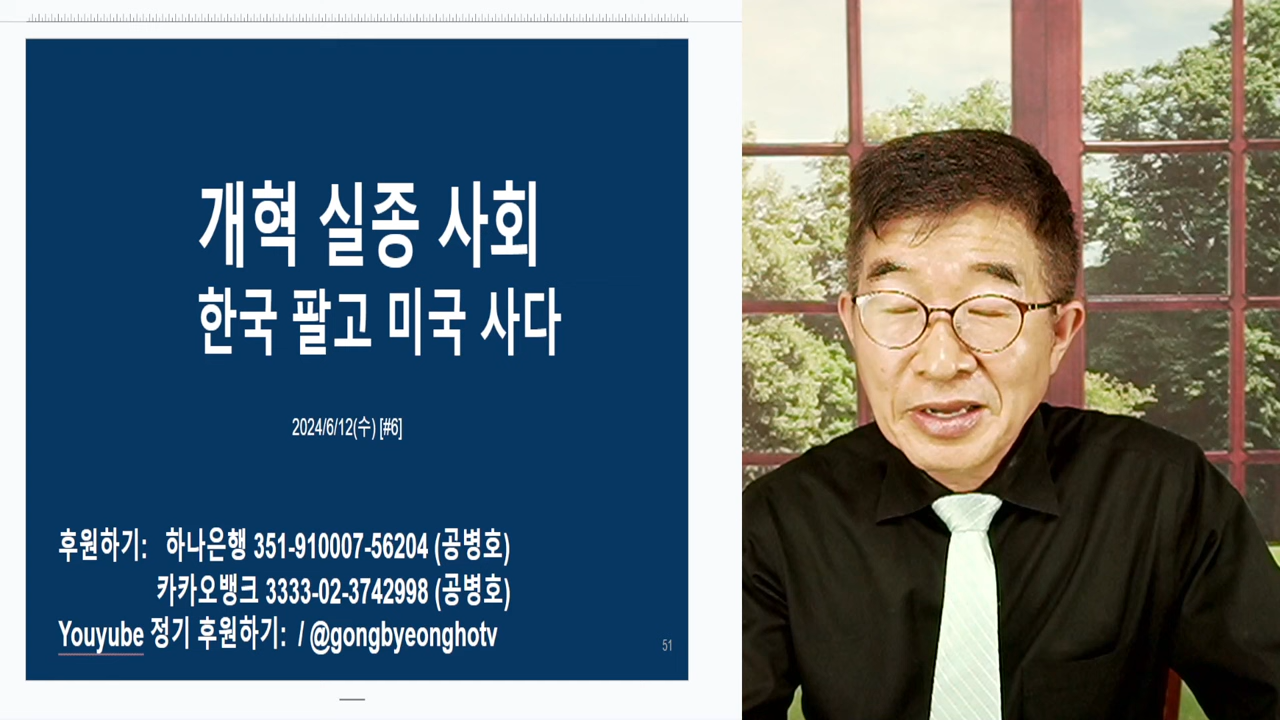 개혁 실종 사회
한국 팔고 미국 사다
2024/6/12(수) [#6]
후원하기: 하나은행 351-910007-56204 (공병호)
카카오뱅크 3333-02-3742998 (공병호)
Youyube 정기 후원하기: / @gongbyeonghotv
51